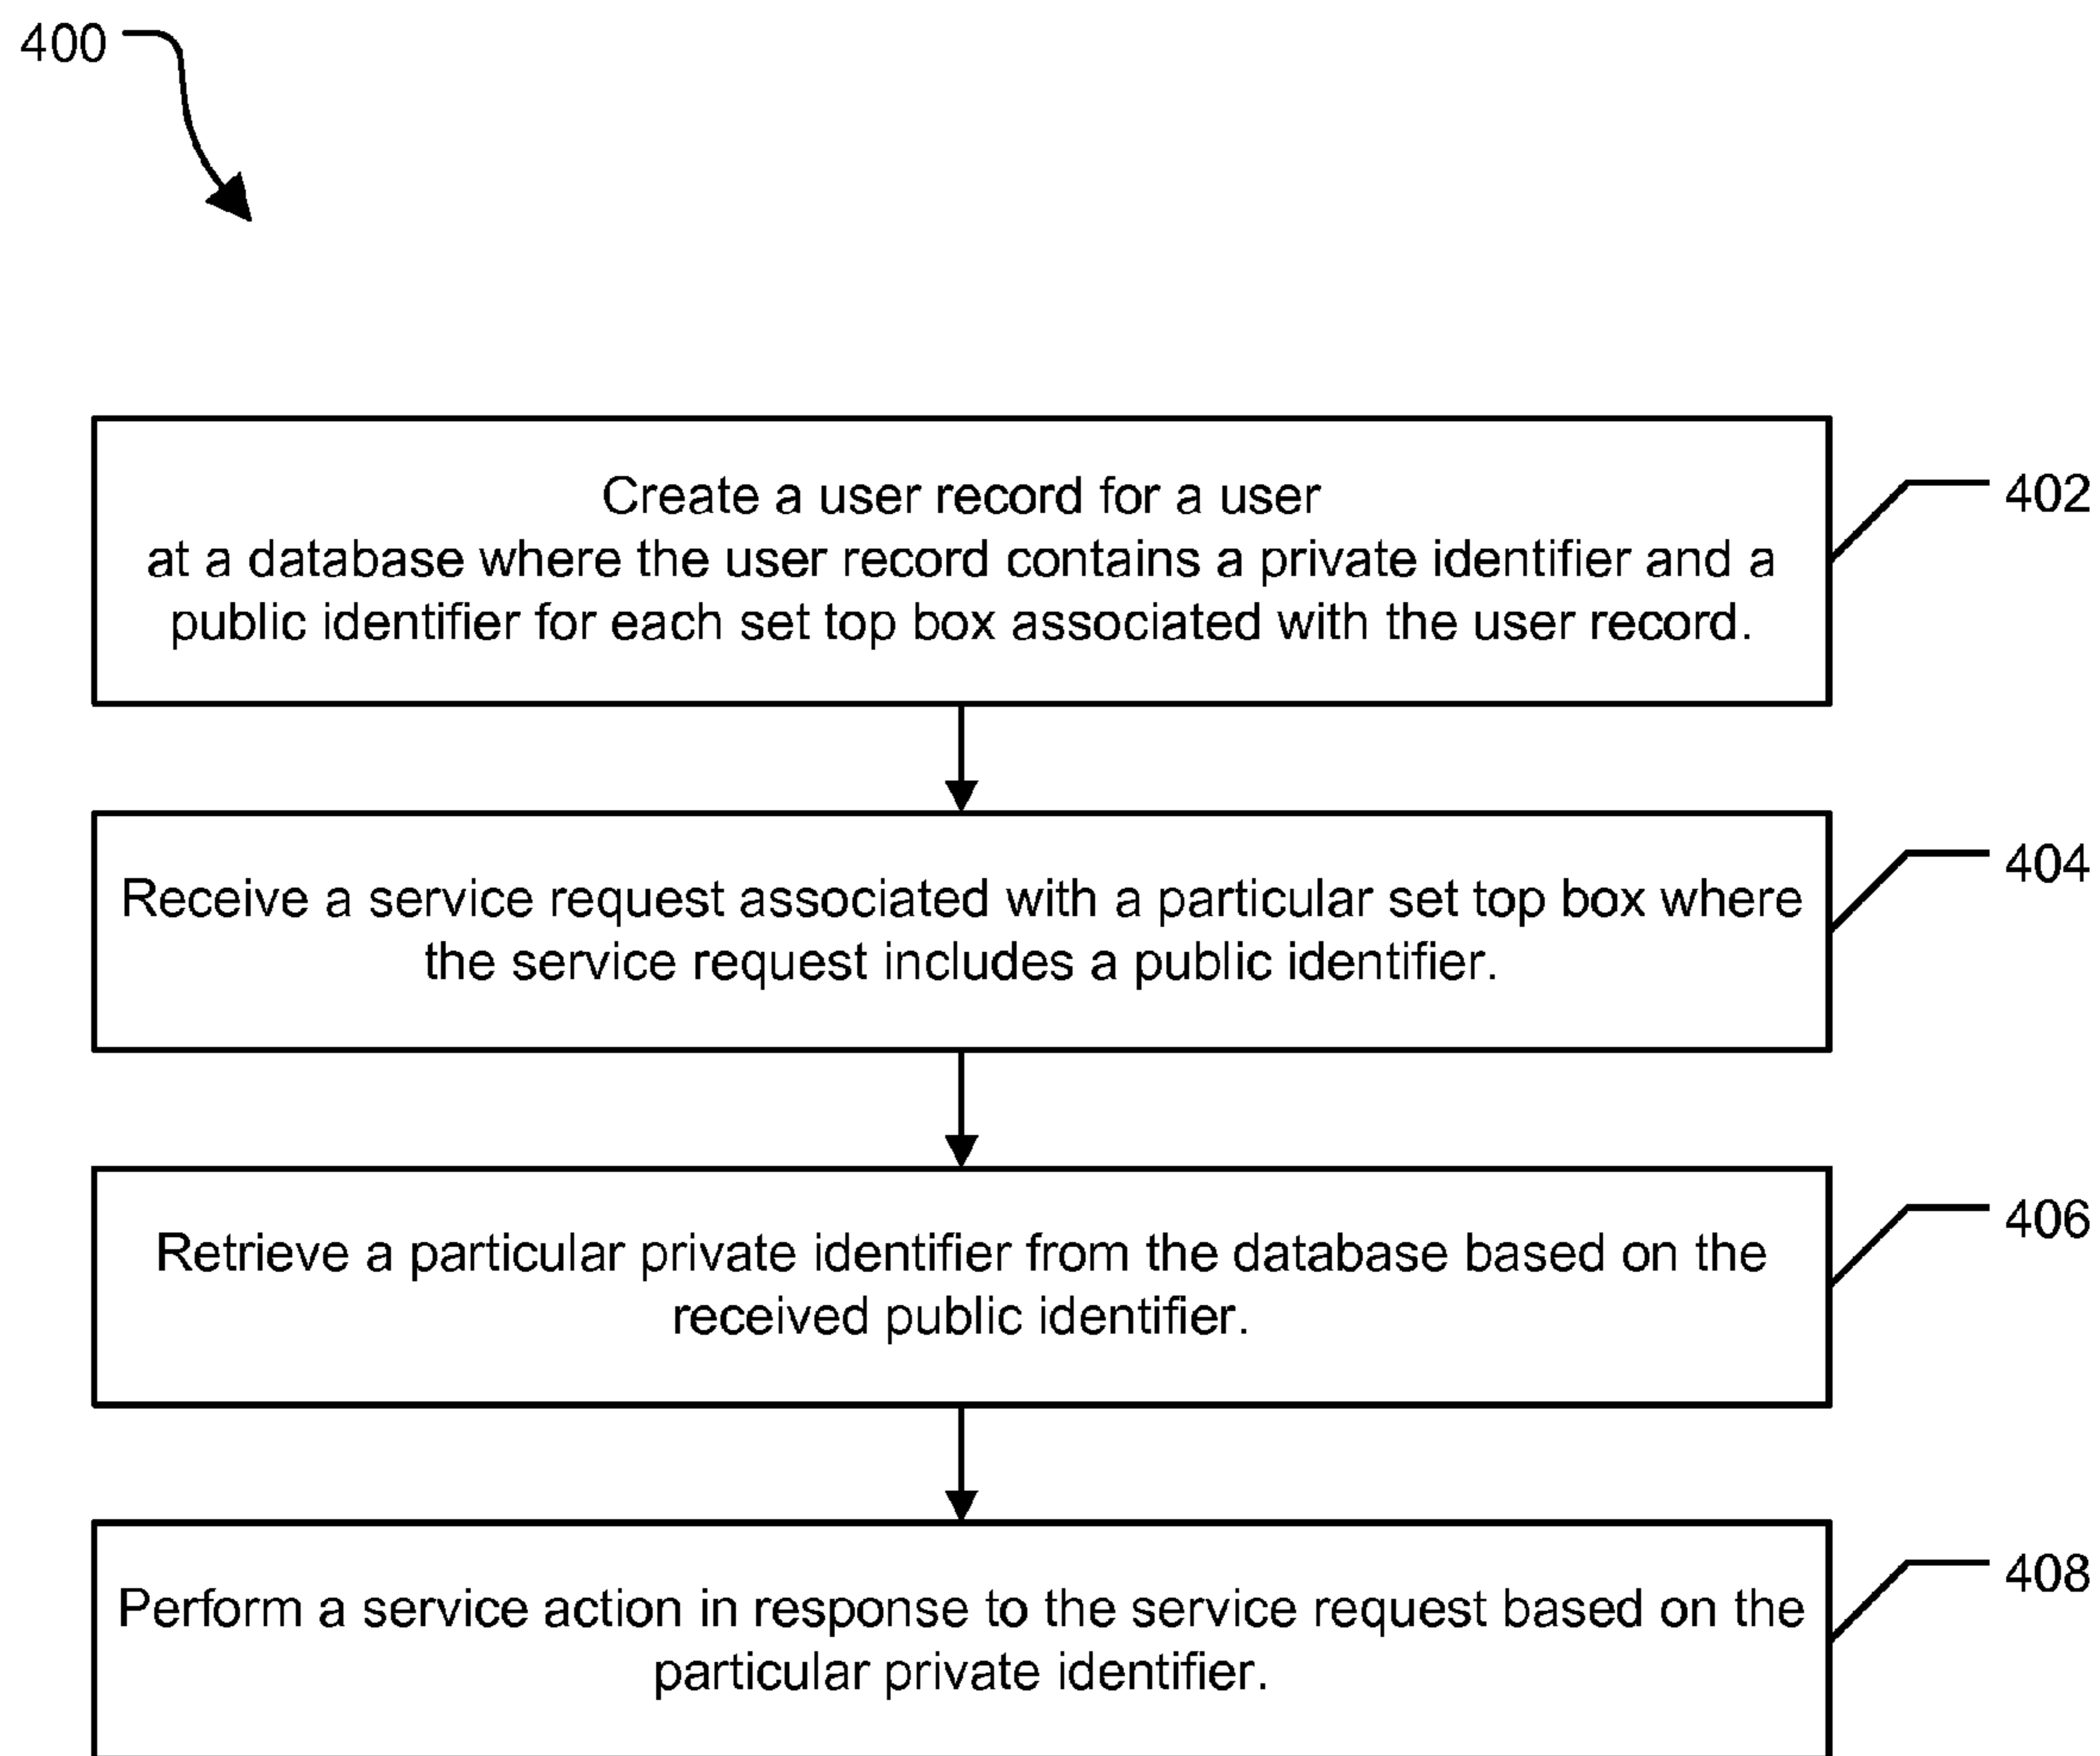 400
Create a user record for a user
at a database where the user record contains a private identifier and a
public identifier for each set top box associated with the user record.
402
Receive a service request associated with a particular set top box where
the service request includes a public identifier.
404
Retrieve a particular private identifier from the database based on the
received public identifier.
406
Perform a service action in response to the service request based on the
particular private identifier.
408